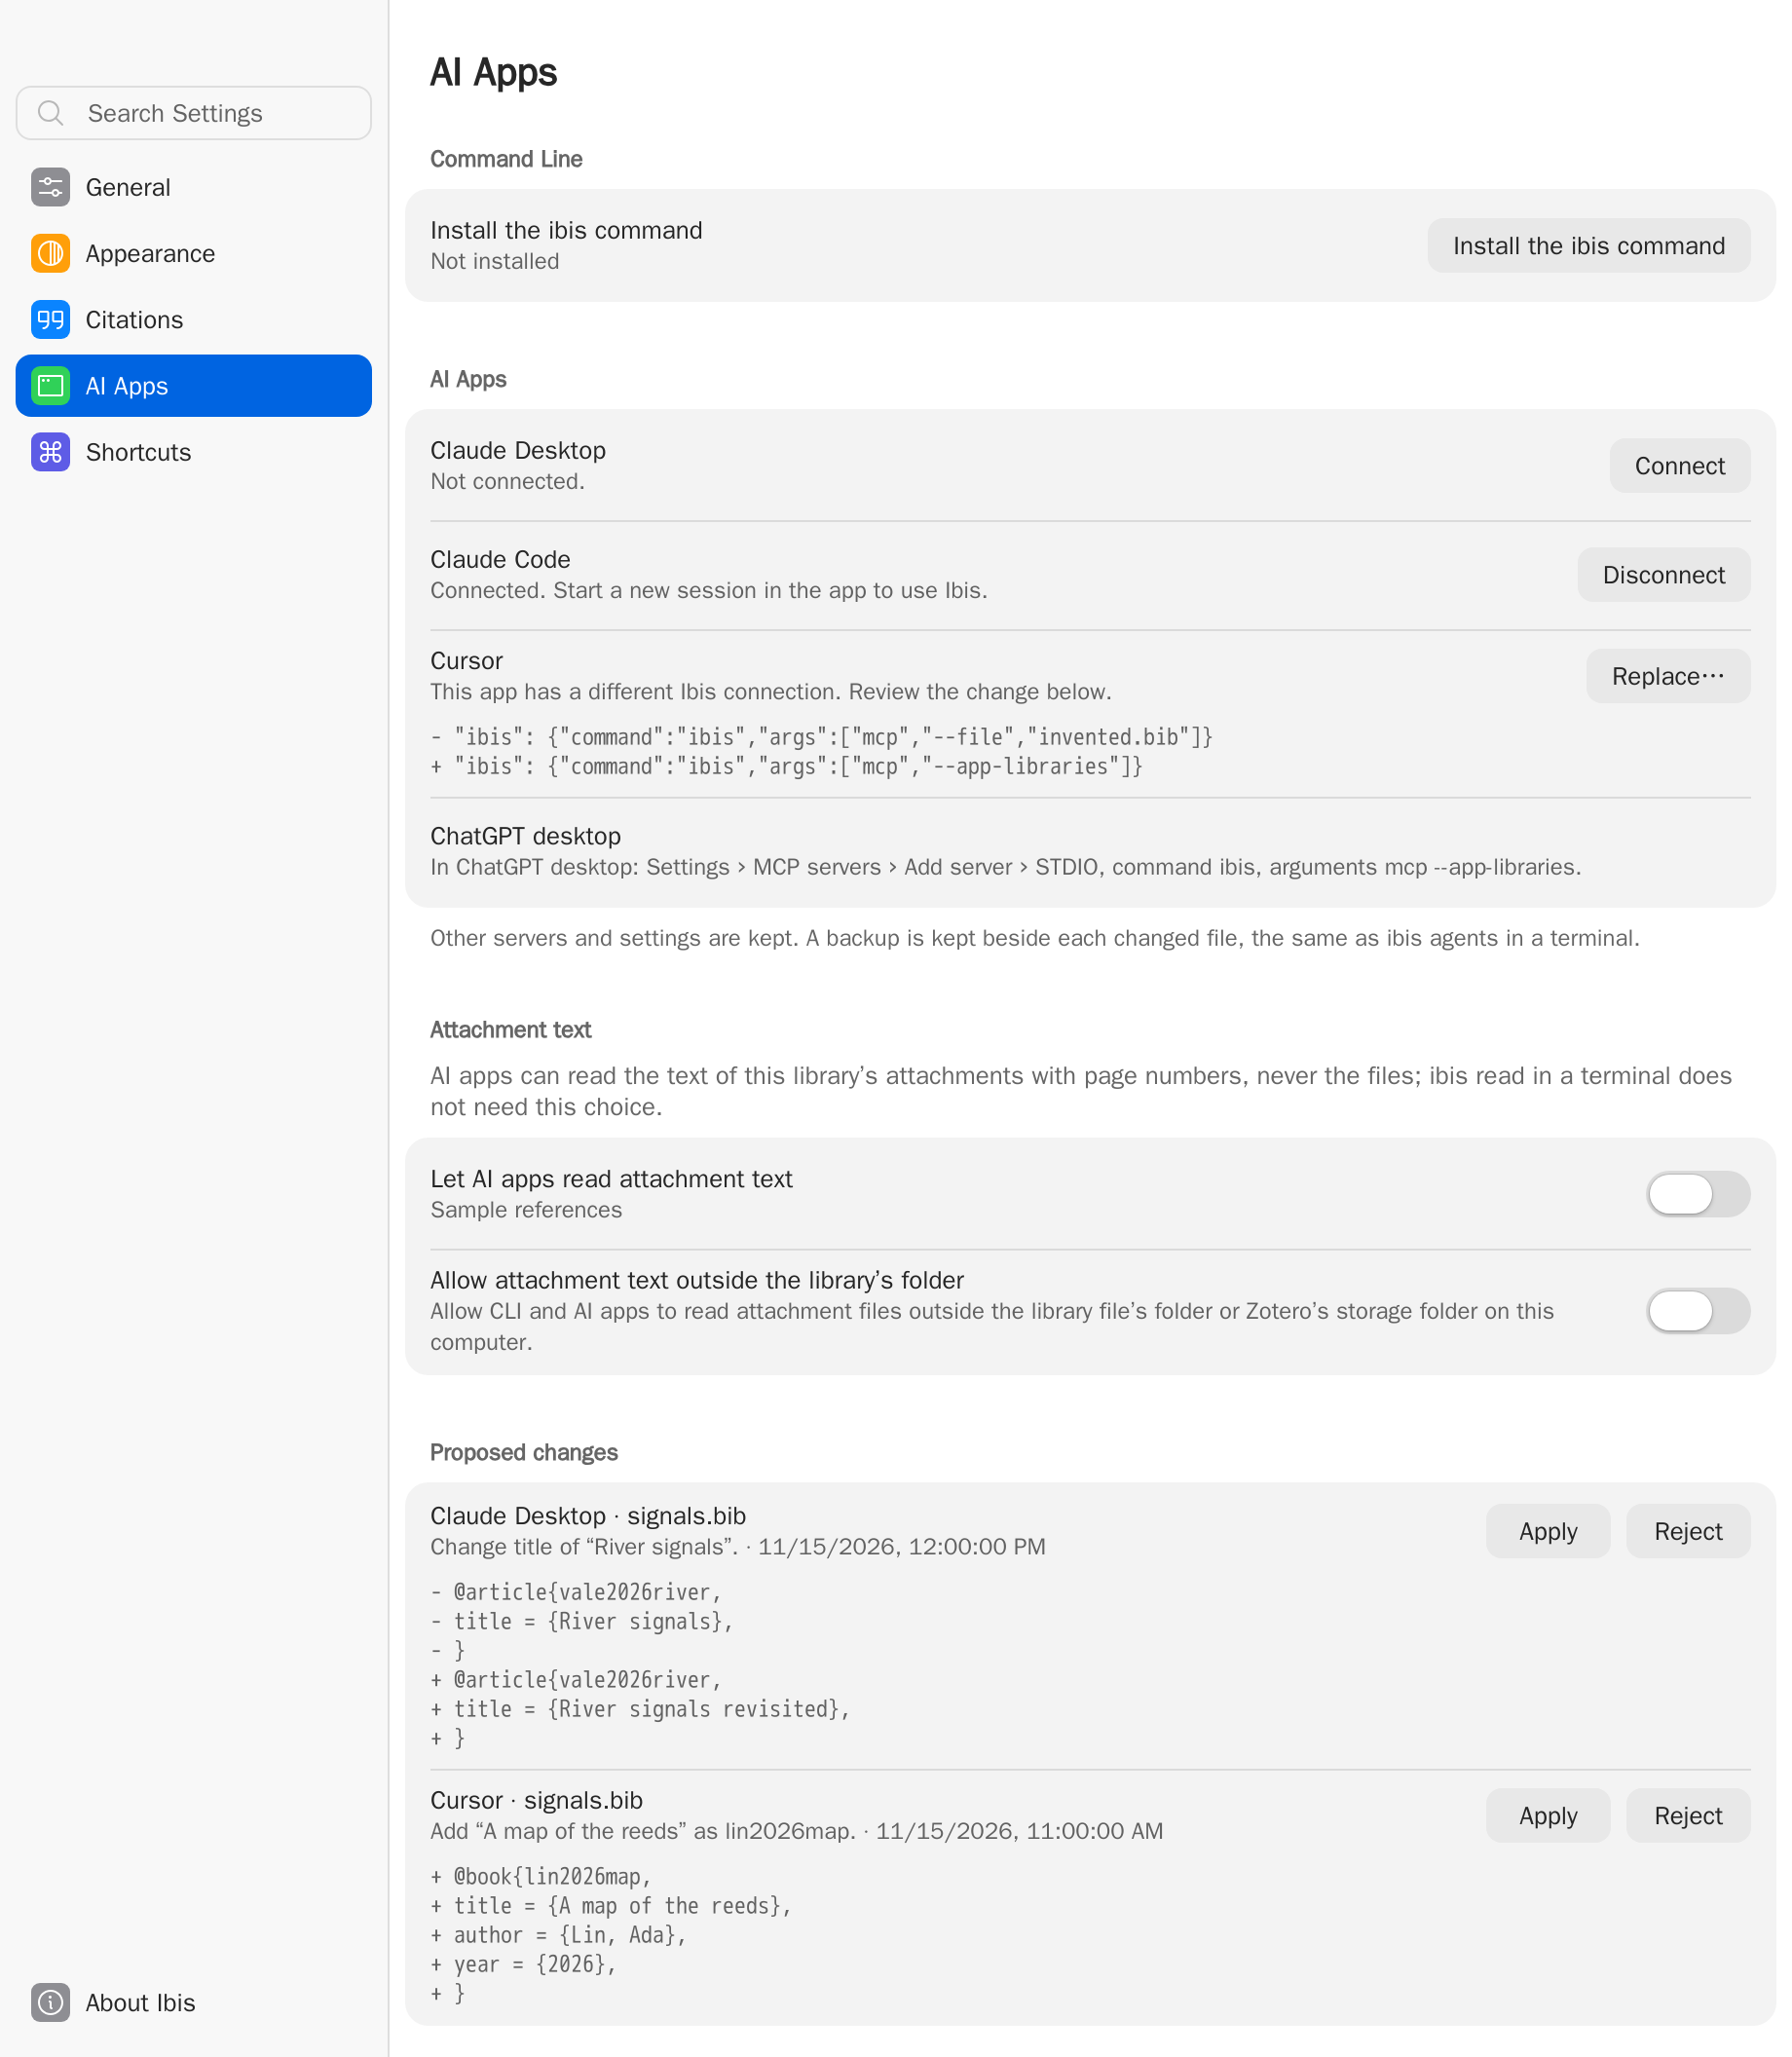 Search Settings
General
Appearance
Citations
AI Apps
Shortcuts
About Ibis
AI Apps
Command Line
Install the ibis command
Not installed
Install the ibis command
AI Apps
Claude Desktop
Not connected.
Connect
Claude Code
Connected. Start a new session in the app to use Ibis.
Disconnect
Cursor
This app has a different Ibis connection. Review the change below.
Replace⋯
- "ibis": {"command":"ibis","args":["mcp","--file","invented.bib"]}
+ "ibis": {"command":"ibis","args":["mcp","--app-libraries"]}
ChatGPT desktop
In ChatGPT desktop: Settings › MCP servers › Add server › STDIO, command ibis, arguments mcp --app-libraries.
Other servers and settings are kept. A backup is kept beside each changed file, the same as ibis agents in a terminal.
Attachment text
AI apps can read the text of this library’s attachments with page numbers, never the files; ibis read in a terminal does
not need this choice.
Let AI apps read attachment text
Sample references
Allow attachment text outside the library’s folder
Allow CLI and AI apps to read attachment files outside the library file’s folder or Zotero’s storage folder on this
computer.
Proposed changes
Claude Desktop · signals.bib
Change title of “River signals”. · 11/15/2026, 12:00:00 PM
Apply
Reject
- @article{vale2026river,
- title = {River signals},
- }
+ @article{vale2026river,
+ title = {River signals revisited},
+ }
Cursor · signals.bib
Add “A map of the reeds” as lin2026map. · 11/15/2026, 11:00:00 AM
Apply
Reject
+ @book{lin2026map,
+ title = {A map of the reeds},
+ author = {Lin, Ada},
+ year = {2026},
+ }